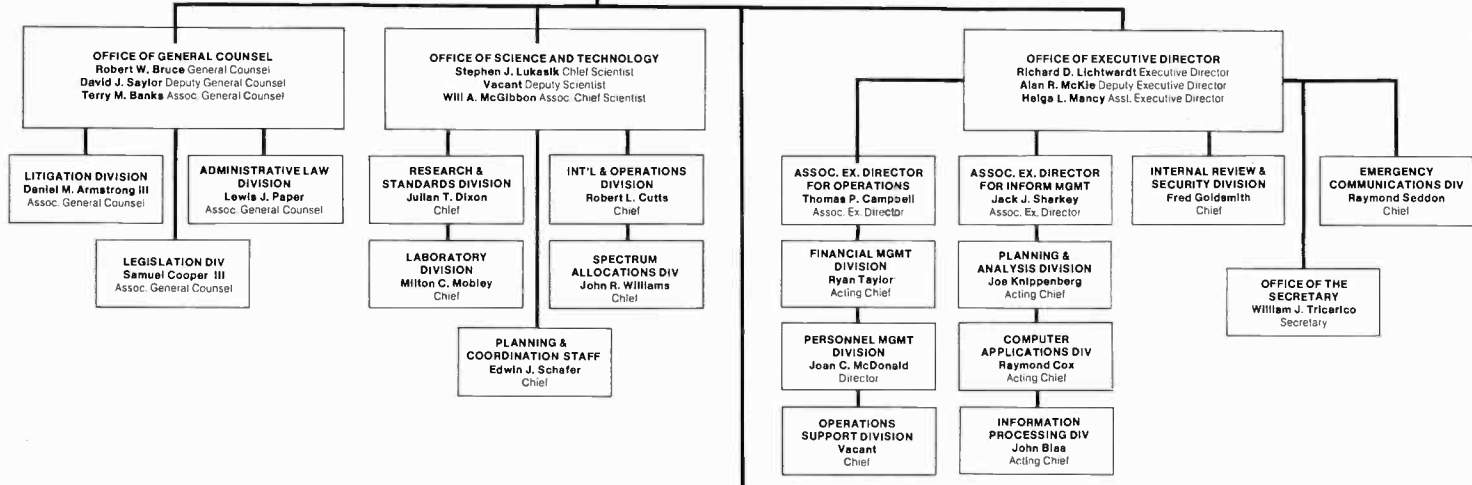 OFFICE OF GENERAL COUNSEL
Robert W. Bruce General Counsel
David J. Saylor Deputy General Counsel
Terry M. Banks Assoc. General Counsel
LITIGATION DIVISION
Daniel M. Armstrong III
Assoc. General Counsel
ADMINISTRATIVE LAW
DIVISION
Lewis J. Paper
Assoc. General Counsel
LEGISLATION DIV
Samuel Cooper III
Assoc. General Counsel
OFFICE OF SCIENCE AND TECHNOLOGY
Stephen J. Lukasik Chief Scientist
Vacant Deputy Scientist
Will A. McGibbon Assoc. Chief Scientist
RESEARCH &
STANDARDS DIVISION
Julian T. Dixon
Chief
INT'L & OPERATIONS
DIVISION
Robert L. Cutts
Chief
LABORATORY
DIVISION
Milton C. Mobley
Chief
SPECTRUM
ALLOCATIONS DIV
John R. Williams
Chief
PLANNING &
COORDINATION STAFF
Edwin J. Schafer
Chief
OFFICE OF EXECUTIVE DIRECTOR
Richard D. Lichtwardt Executive Director
Alan R. McKie Deputy Executive Director
Helga L. Mancy Asst. Executive Director
ASSOC. EX. DIRECTOR
FOR OPERATIONS
Thomas P. Campbell
Assoc. Ex. Director
ASSOC. EX. DIRECTOR
FOR INFORM MGMT
Jack J. Sharkey
Assoc. Ex. Director
INTERNAL REVIEW &
SECURITY DIVISION
Fred Goldsmith
Chief
EMERGENCY
COMMUNICATIONS DIV
Raymond Seddon
Chief
FINANCIAL MGMT
DIVISION
Ryan Taylor
Acting Chief
PLANNING &
ANALYSIS DIVISION
Joe Knippenberg
Acting Chief
OFFICE OF THE
SECRETARY
William J. Tricarico
Secretary
PERSONNEL MGMT
DIVISION
Joan C. McDonald
Director
COMPUTER
APPLICATIONS DIV
Raymond Cox
Acting Chief
OPERATIONS
SUPPORT DIVISION
Vacant
Chief
INFORMATION
PROCESSING DIV
John Blaa
Acting Chief